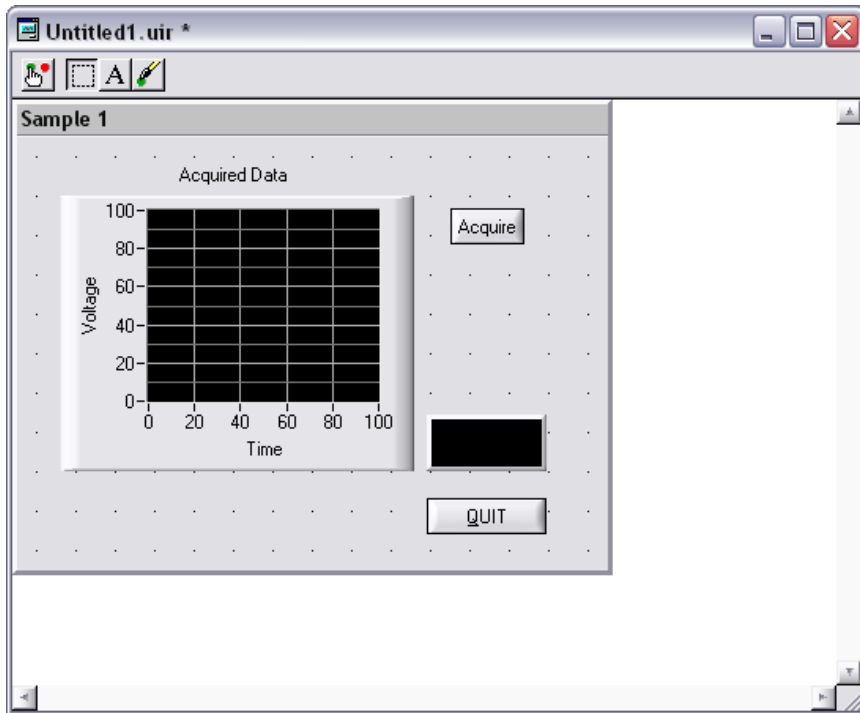 Untitled1.uir *
A
Sample 1
Acquired Data
Acquire
100
80
60
40
20
0
Voltage
0 20 40 60 80 100
Time
QUIT